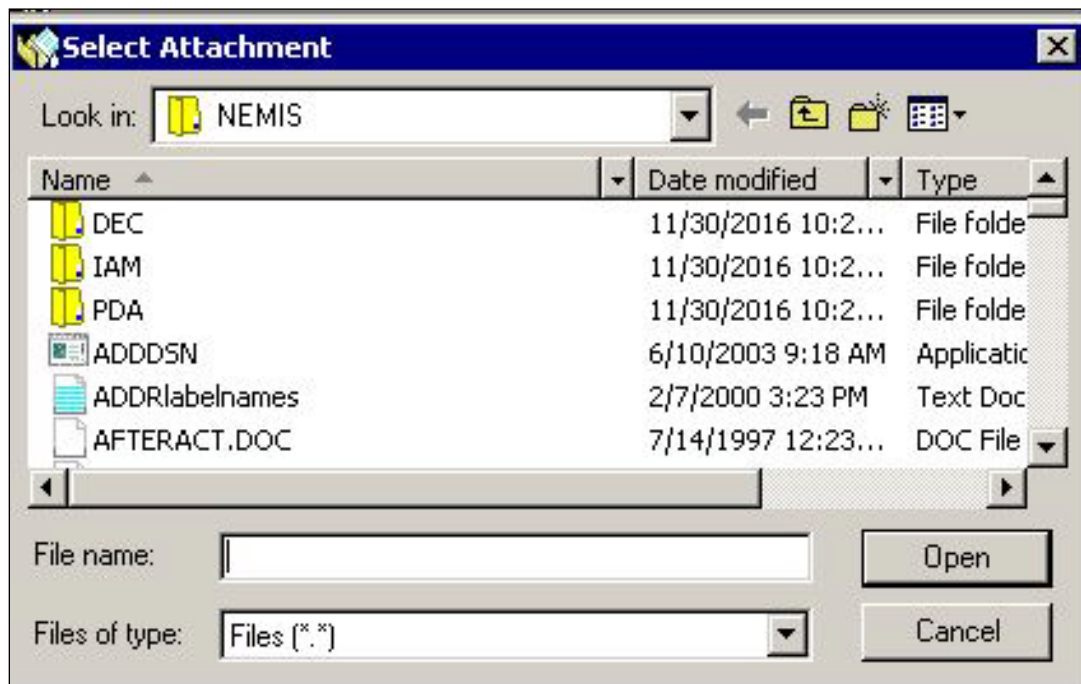 Select Attachment
Look in: NEMIS
Name Date modified Type
DEC 11/30/2016 10:2... File folde
IAM 11/30/2016 10:2... File folde
PDA 11/30/2016 10:2... File folde
ADDDSN 6/10/2003 9:18 AM Applicatic
ADDRlabelnames 2/7/2000 3:23 PM Text Doc
AFTERACT.DOC 7/14/1997 12:23... DOC File
File name: Open
Files of type: Files (*.*) Cancel